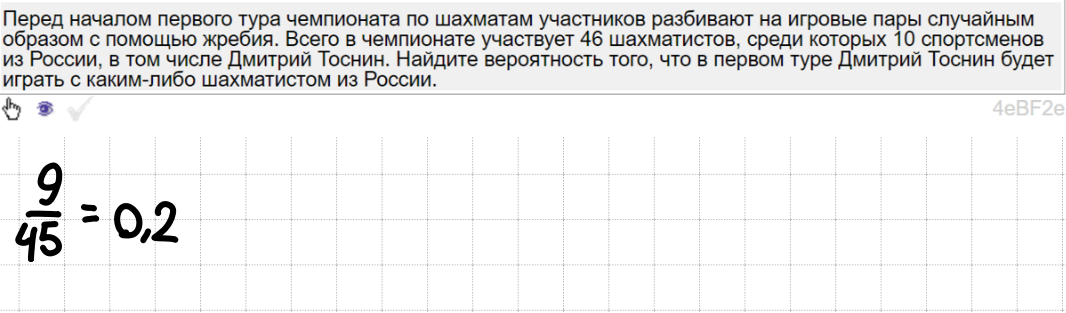 Перед началом первого тура чемпионата по шахматам участников разбивают на игровые пары случайным
образом с помощью жребия. Всего в чемпионате участвует 46 шахматистов, среди которых 10 спортсменов
из России, в том числе Дмитрий Тоснин. Найдите вероятность того, что в первом туре Дмитрий Тоснин будет
играть с каким-либо шахматистом из России.
4eBF2e
9/45 = 0,2